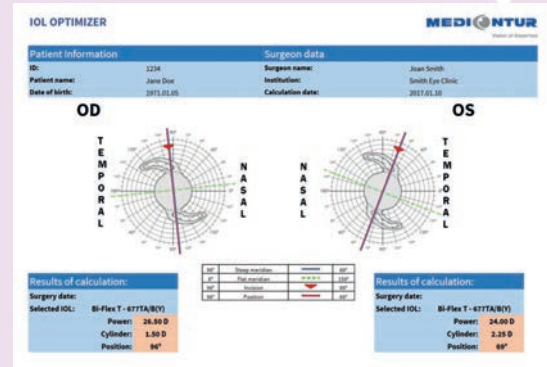 IOL OPTIMIZER
MEDICONTUR
Vision of Expertise
Patient Information
Surgeon data
ID: 1234
Surgeon name: Joan Smith
Patient name: Jane Doe
Institution: Smith Eye Clinic
Date of birth: 1971.01.05
Calculation date: 2017.01.10
OD
OS
TEMPORAL
NASAL
NASAL
TEMPORAL
Steep meridian
Flat meridian
Incision
Position
Results of calculation:
Surgery date:
Selected IOL: Bi-Flex T - 677TA/B(Y)
Power: 26.50 D
Cylinder: 1.50 D
Position: 96°
Results of calculation:
Surgery date:
Selected IOL: Bi-Flex T - 677TA/B(Y)
Power: 24.00 D
Cylinder: 2.25 D
Position: 69°